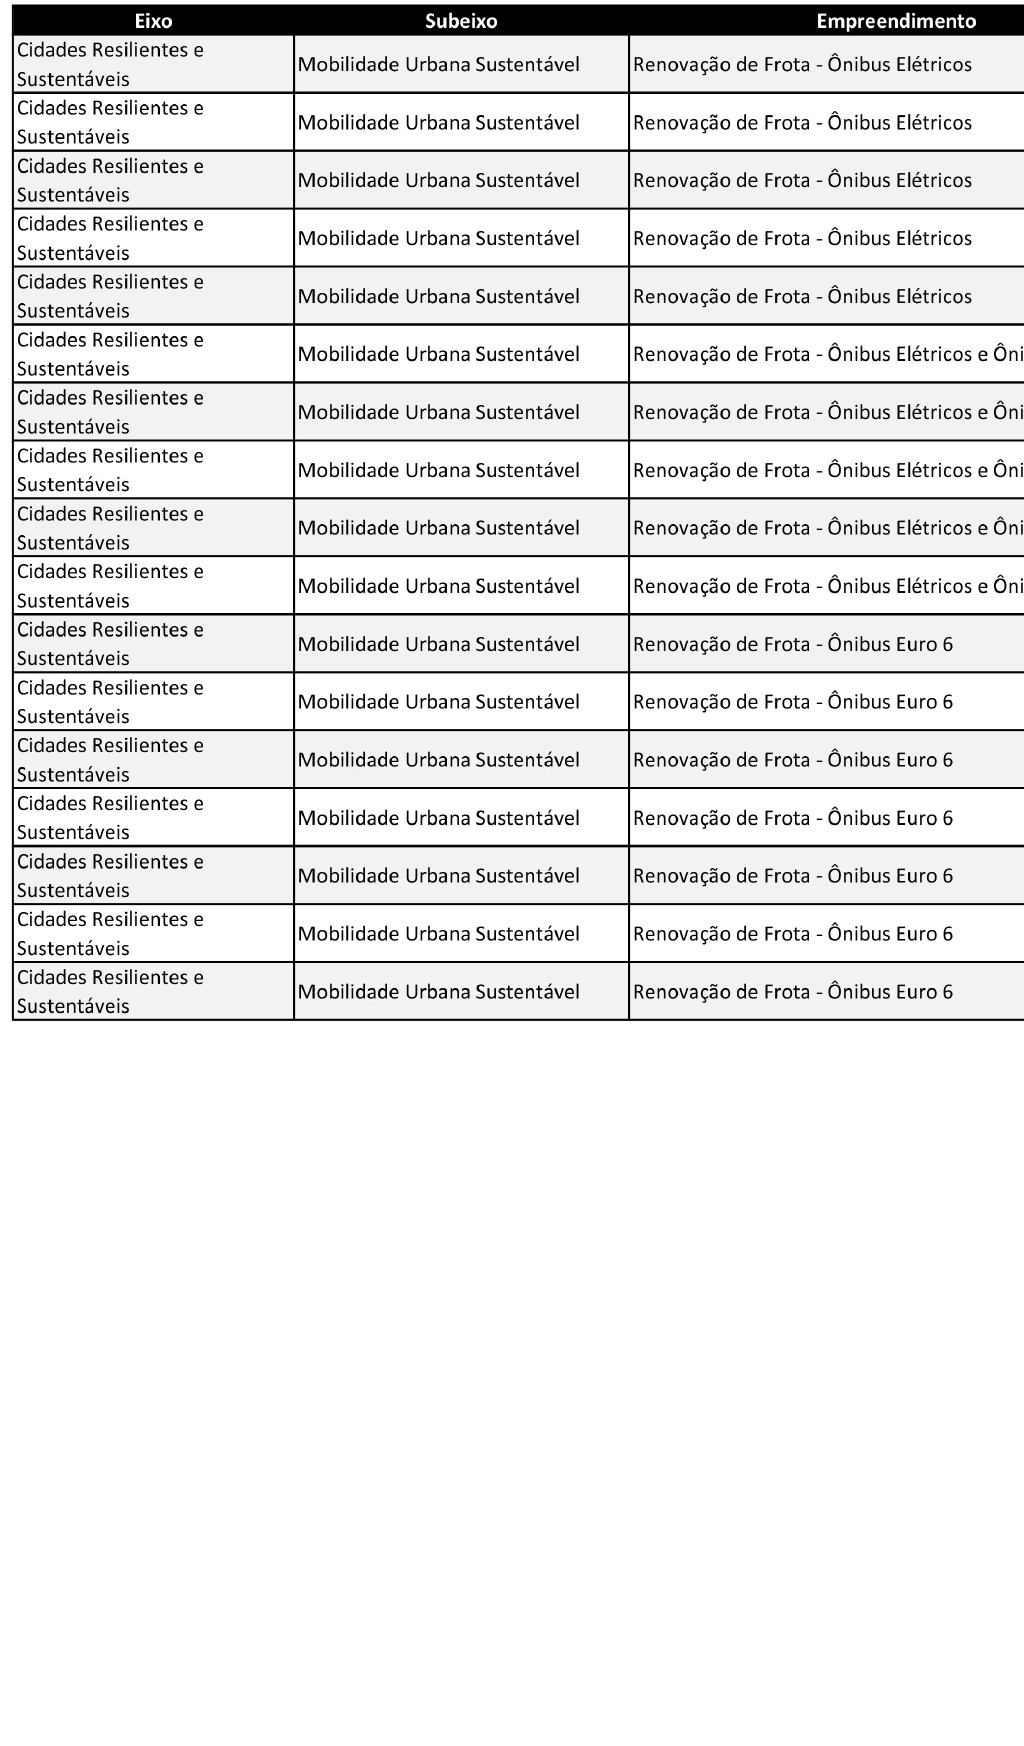 Eixo Subeixo Empreendimento
Cidades Resilientes e
Sustentáveis Mobilidade Urbana Sustentável Renovação de Frota - Ônibus Elétricos
Cidades Resilientes e
Sustentáveis Mobilidade Urbana Sustentável Renovação de Frota - Ônibus Elétricos
Cidades Resilientes e
Sustentáveis Mobilidade Urbana Sustentável Renovação de Frota - Ônibus Elétricos
Cidades Resilientes e
Sustentáveis Mobilidade Urbana Sustentável Renovação de Frota - Ônibus Elétricos
Cidades Resilientes e
Sustentáveis Mobilidade Urbana Sustentável Renovação de Frota - Ônibus Elétricos
Cidades Resilientes e
Sustentáveis Mobilidade Urbana Sustentável Renovação de Frota - Ônibus Elétricos e Ôni
Cidades Resilientes e
Sustentáveis Mobilidade Urbana Sustentável Renovação de Frota - Ônibus Elétricos e Ôni
Cidades Resilientes e
Sustentáveis Mobilidade Urbana Sustentável Renovação de Frota - Ônibus Elétricos e Ôni
Cidades Resilientes e
Sustentáveis Mobilidade Urbana Sustentável Renovação de Frota - Ônibus Elétricos e Ôni
Cidades Resilientes e
Sustentáveis Mobilidade Urbana Sustentável Renovação de Frota - Ônibus Elétricos e Ôni
Cidades Resilientes e
Sustentáveis Mobilidade Urbana Sustentável Renovação de Frota - Ônibus Euro 6
Cidades Resilientes e
Sustentáveis Mobilidade Urbana Sustentável Renovação de Frota - Ônibus Euro 6
Cidades Resilientes e
Sustentáveis Mobilidade Urbana Sustentável Renovação de Frota - Ônibus Euro 6
Cidades Resilientes e
Sustentáveis Mobilidade Urbana Sustentável Renovação de Frota - Ônibus Euro 6
Cidades Resilientes e
Sustentáveis Mobilidade Urbana Sustentável Renovação de Frota - Ônibus Euro 6
Cidades Resilientes e
Sustentáveis Mobilidade Urbana Sustentável Renovação de Frota - Ônibus Euro 6
Cidades Resilientes e
Sustentáveis Mobilidade Urbana Sustentável Renovação de Frota - Ônibus Euro 6